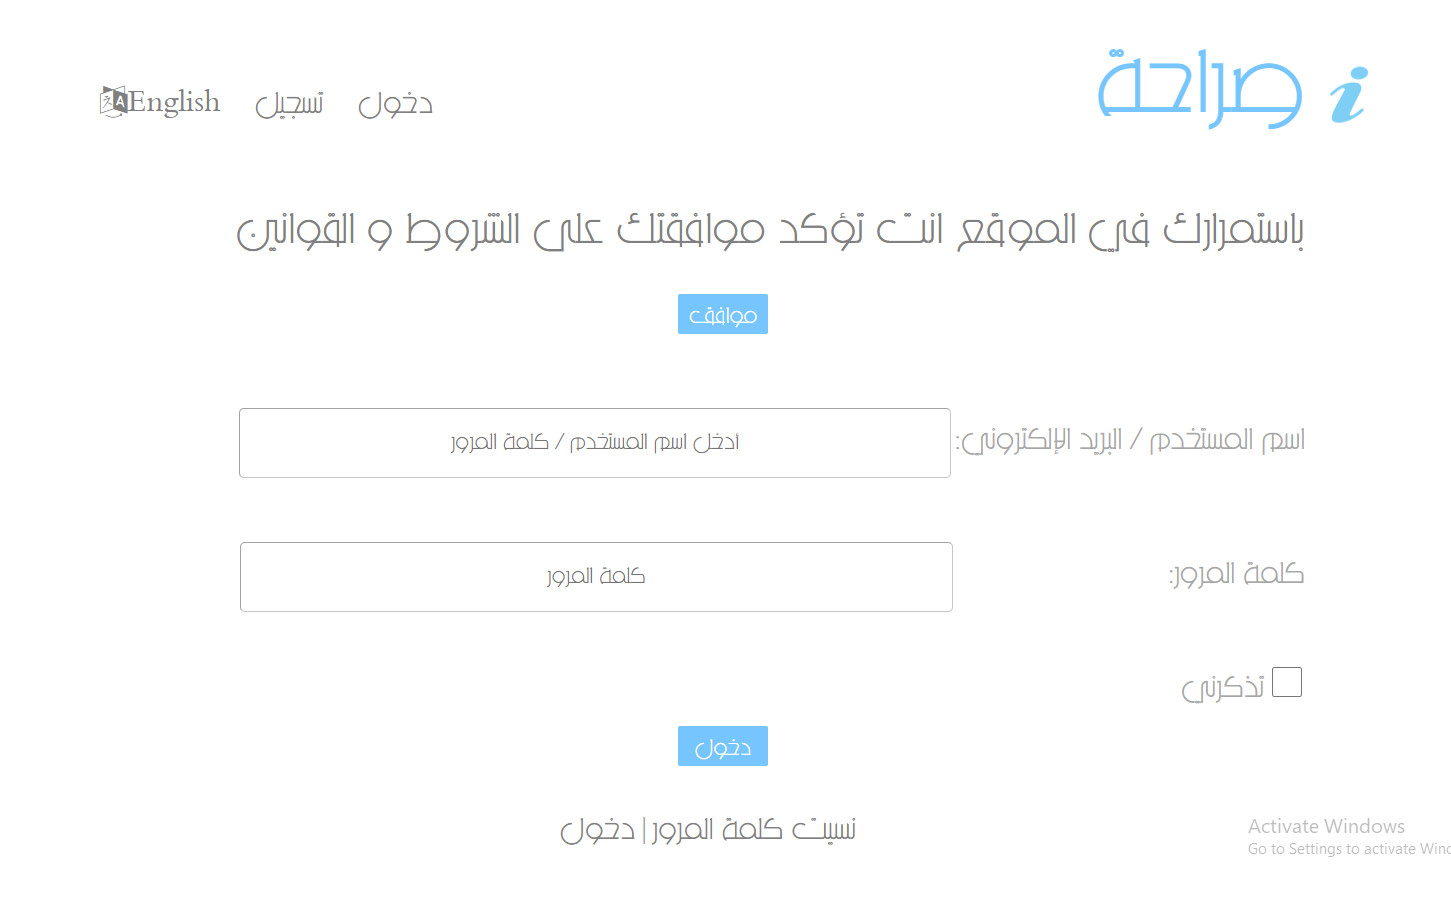 صراحة
دخول
تسجيل
English
باستمرارك في الموقع انت تؤكد موافقتك على الشروط و القوانين
موافق
اسم المستخدم / البريد الإلكتروني:
أدخل اسم المستخدم / كلمة المرور
كلمة المرور:
كلمة المرور
تذكرني
دخول
نسيت كلمة المرور | دخول
Activate Windows
Go to Settings to activate Winc